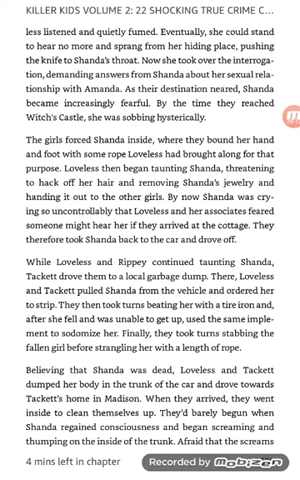 KILLER KIDS VOLUME 2: 22 SHOCKING TRUE CRIME C...
less listened and quietly fumed. Eventually, she could stand
to hear no more and sprang from her hiding place, pushing
the knife to Shanda's throat. Now she took over the interroga-
tion, demanding answers from Shanda about her sexual rela-
tionship with Amanda. As their destination neared, Shanda
became increasingly fearful. By the time they reached
Witch's Castle, she was sobbing hysterically.
The girls forced Shanda inside, where they bound her hand
and foot with some rope Loveless had brought along for that
purpose. Loveless then began taunting Shanda, threatening
to hack off her hair and removing Shanda's jewelry and
handing it out to the other girls. By now Shanda was cry-
ing so uncontrollably that Loveless and her associates feared
someone might hear her if they arrived at the cottage. They
therefore took Shanda back to the car and drove off.
While Loveless and Rippey continued taunting Shanda,
Tackett drove them to a local garbage dump. There, Loveless
and Tackett pulled Shanda from the vehicle and ordered her
to strip. They then took turns beating her with a tire iron and,
after she fell and was unable to get up, used the same imple-
ment to sodomize her. Finally, they took turns stabbing the
fallen girl before strangling her with a length of rope.
Believing that Shanda was dead, Loveless and Tackett
dumped her body in the trunk of the car and drove towards
Tackett's home in Madison. When they arrived, they went
inside to clean themselves up. They'd barely begun when
Shanda regained consciousness and began screaming and
thumping on the inside of the trunk. Afraid that the screams
4 mins left in chapter
Recorded by Mobizen